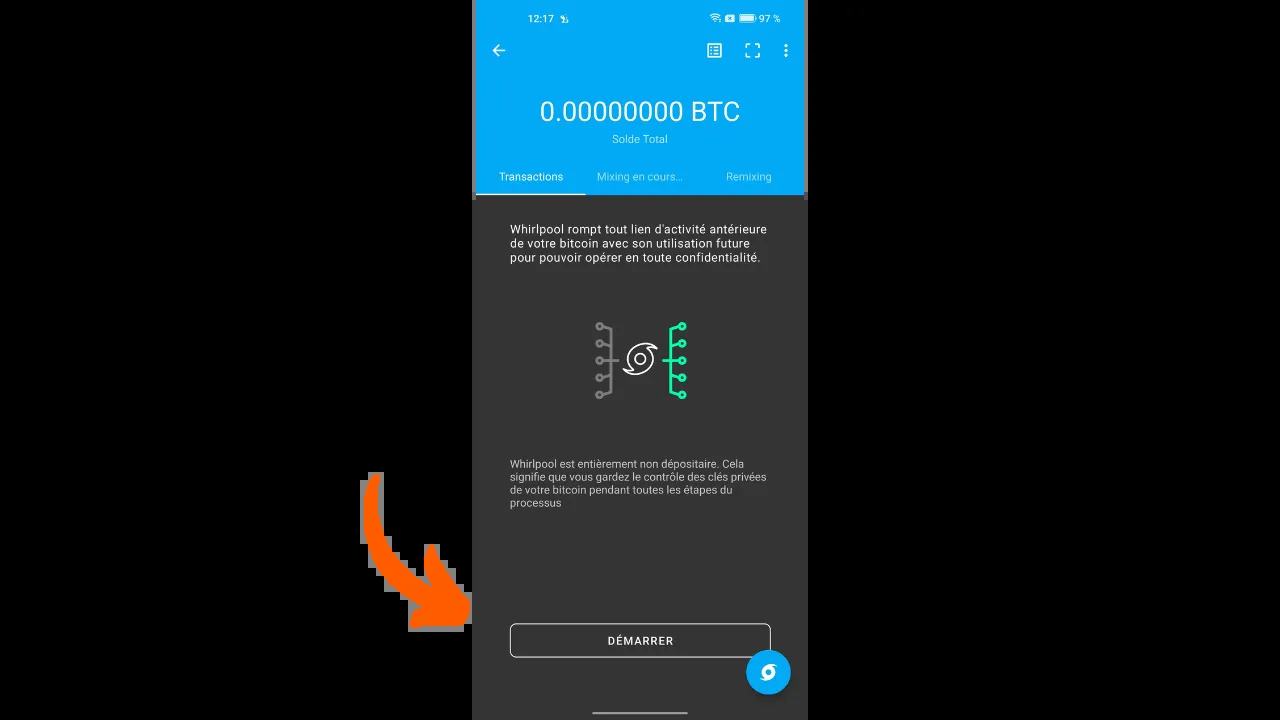 12:17
97 %
0.00000000 BTC
Solde Total
Transactions
Mixing en cours...
Remixing
Whirlpool rompt tout lien d'activité antérieure
de votre bitcoin avec son utilisation future
pour pouvoir opérer en toute confidentialité.
Whirlpool est entièrement non dépositaire. Cela
signifie que vous gardez le contrôle des clés privées
de votre bitcoin pendant toutes les étapes du
processus
DÉMARRER